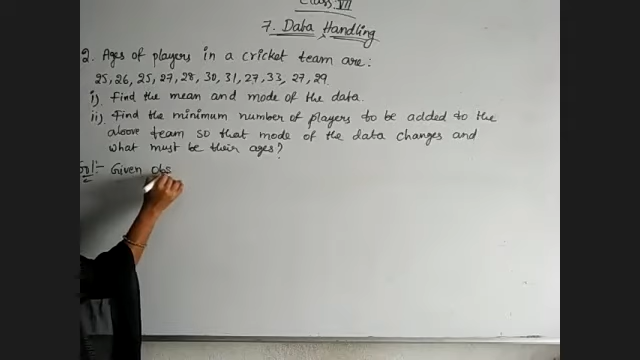 Class: VII
7. Data Handling
2. Ages of players in a cricket team are:
25, 26, 25, 27, 28, 30, 31, 27, 33, 27, 29.
i) Find the mean and mode of the data.
ii) Find the minimum number of players to be added to the
above team so that mode of the data changes and
what must be their ages?
Sol:- Given obs